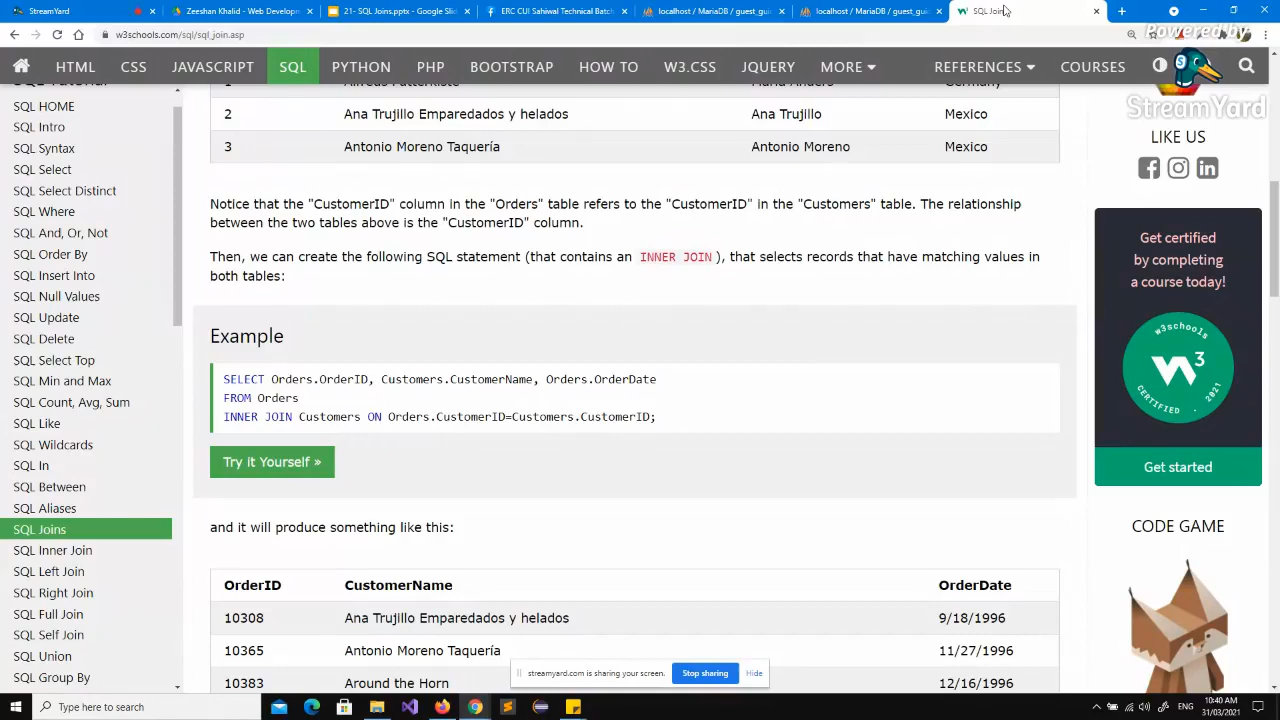 StreamYard
Zeeshan Khalid - Web Developm
21- SQL Joins.pptx - Google Slid
ERC CUI Sahiwal Technical Batch
localhost / MariaDB / guest_gu
localhost / MariaDB / guest_gu
SQL Joins
w3schools.com/sql/sql_join.asp
Powered by
StreamYard
HTML CSS JAVASCRIPT SQL PYTHON PHP BOOTSTRAP HOW TO W3.CSS JQUERY MORE REFERENCES COURSES
SQL HOME
SQL Intro
SQL Syntax
SQL Select
SQL Select Distinct
SQL Where
SQL And, Or, Not
SQL Order By
SQL Insert Into
SQL Null Values
SQL Update
SQL Delete
SQL Select Top
SQL Min and Max
SQL Count, Avg, Sum
SQL Like
SQL Wildcards
SQL In
SQL Between
SQL Aliases
SQL Joins
SQL Inner Join
SQL Left Join
SQL Right Join
SQL Full Join
SQL Self Join
SQL Union
SQL Group By
2 Ana Trujillo Emparedados y helados Ana Trujillo Mexico
3 Antonio Moreno Taquería Antonio Moreno Mexico
Notice that the "CustomerID" column in the "Orders" table refers to the "CustomerID" in the "Customers" table. The relationship
between the two tables above is the "CustomerID" column.
Then, we can create the following SQL statement (that contains an INNER JOIN ), that selects records that have matching values in
both tables:
Example
SELECT Orders.OrderID, Customers.CustomerName, Orders.OrderDate
FROM Orders
INNER JOIN Customers ON Orders.CustomerID=Customers.CustomerID;
Try it Yourself »
and it will produce something like this:
OrderID CustomerName OrderDate
10308 Ana Trujillo Emparedados y helados 9/18/1996
10365 Antonio Moreno Taquería 11/27/1996
10383 Around the Horn 12/16/1996
LIKE US
Get certified
by completing
a course today!
w3schools
W3
CERTIFIED . 2021
Get started
CODE GAME
streamyard.com is sharing your screen. Stop sharing Hide
Type here to search
ENG
10:40 AM
31/03/2021